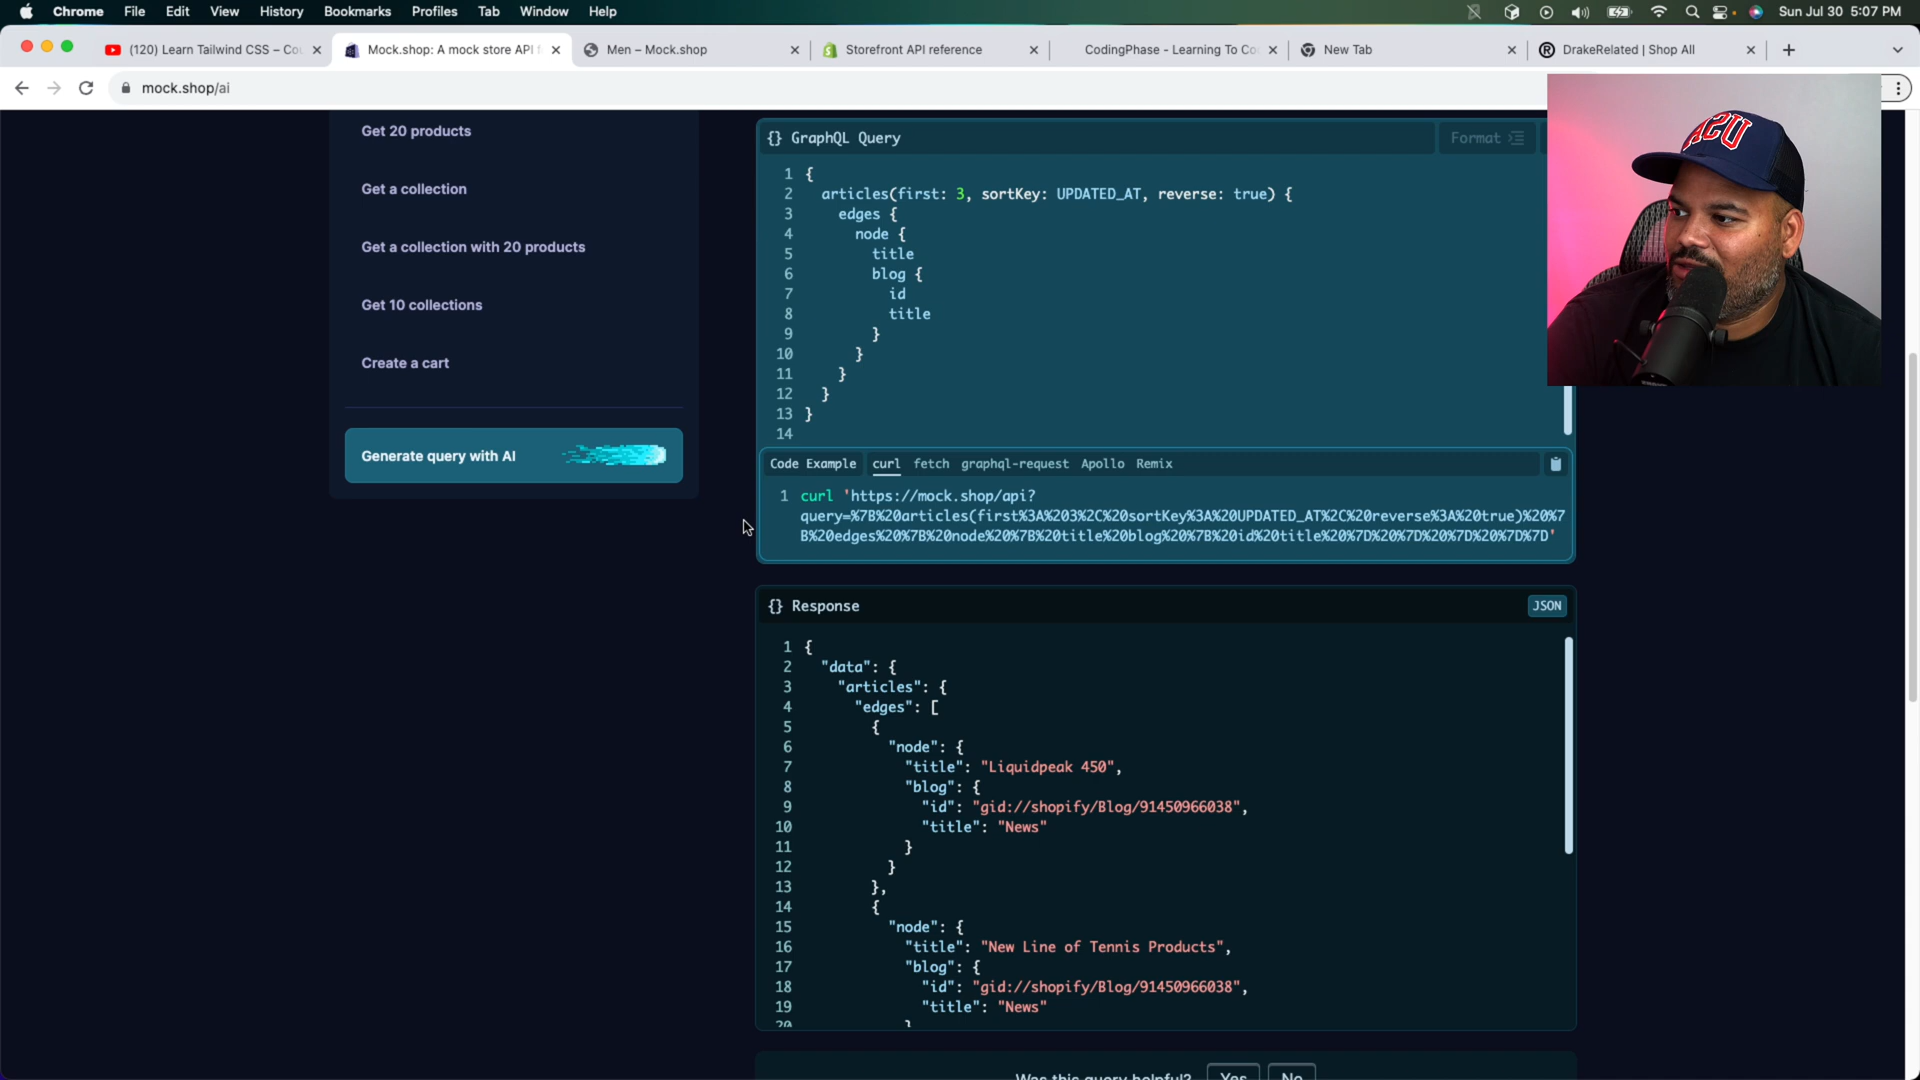 Chrome File Edit View History Bookmarks Profiles Tab Window Help Sun Jul 30 5:07 PM
(120) Learn Tailwind CSS – Cou Mock.shop: A mock store API f Men – Mock.shop Storefront API reference CodingPhase - Learning To Co New Tab DrakeRelated | Shop All
mock.shop/ai
Get 20 products
Get a collection
Get a collection with 20 products
Get 10 collections
Create a cart
Generate query with AI
{} GraphQL Query Format
1 {
2 articles(first: 3, sortKey: UPDATED_AT, reverse: true) {
3 edges {
4 node {
5 title
6 blog {
7 id
8 title
9 }
10 }
11 }
12 }
13 }
14
Code Example curl fetch graphql-request Apollo Remix
1 curl 'https://mock.shop/api?
query=%7B%20articles(first%3A%203%2C%20sortKey%3A%20UPDATED_AT%2C%20reverse%3A%20true)%20%7
B%20edges%20%7B%20node%20%7B%20title%20blog%20%7B%20id%20title%20%7D%20%7D%20%7D%20%7D%7D'
{} Response JSON
1 {
2 "data": {
3 "articles": {
4 "edges": [
5 {
6 "node": {
7 "title": "Liquidpeak 450",
8 "blog": {
9 "id": "gid://shopify/Blog/91450966038",
10 "title": "News"
11 }
12 }
13 },
14 {
15 "node": {
16 "title": "New Line of Tennis Products",
17 "blog": {
18 "id": "gid://shopify/Blog/91450966038",
19 "title": "News"
20 }
Was this query helpful? Yes No